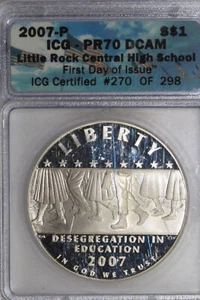 2007-P S$1
ICG - PR70 DCAM
Little Rock Central High School
First Day of Issue"
ICG Certified #270 OF 298
LIBERTY
DESEGREGATION IN
EDUCATION
2007
IN GOD WE TRUST